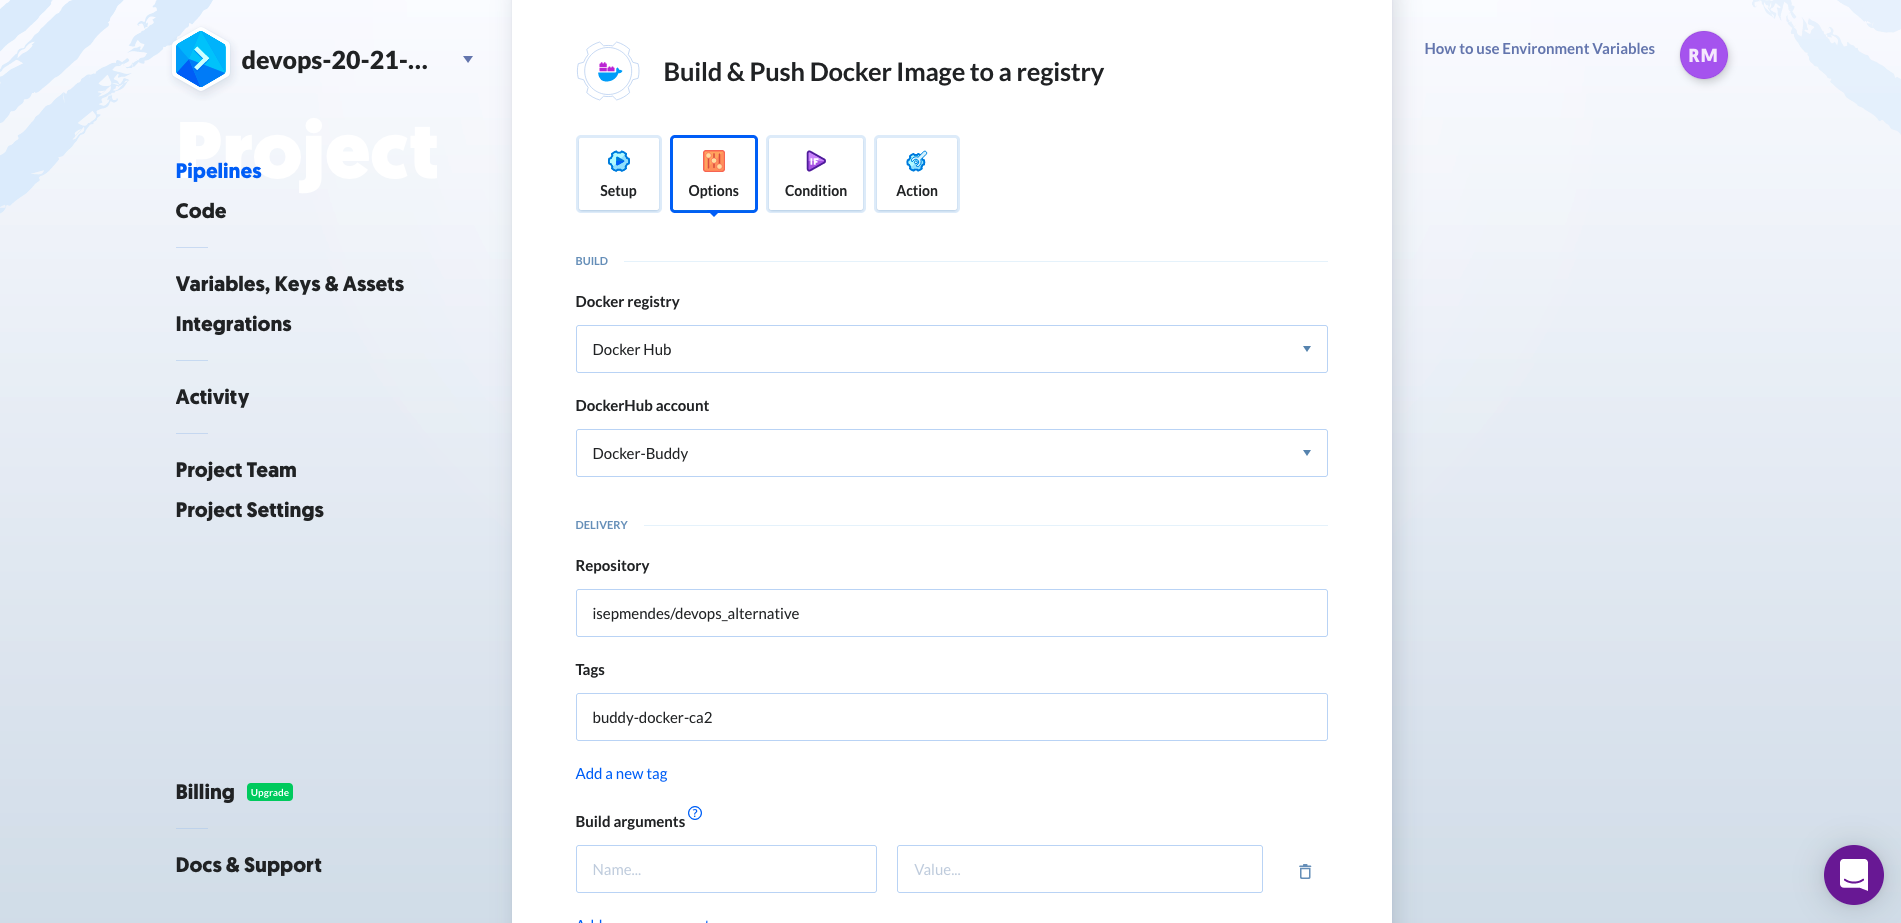 devops-20-21-...
Project
Pipelines
Code
Variables, Keys & Assets
Integrations
Activity
Project Team
Project Settings
Billing Upgrade
Docs & Support
Build & Push Docker Image to a registry
Setup Options Condition Action
BUILD
Docker registry
Docker Hub
DockerHub account
Docker-Buddy
DELIVERY
Repository
isepmendes/devops_alternative
Tags
buddy-docker-ca2
Add a new tag
Build arguments ?
Name... Value...
How to use Environment Variables
RM